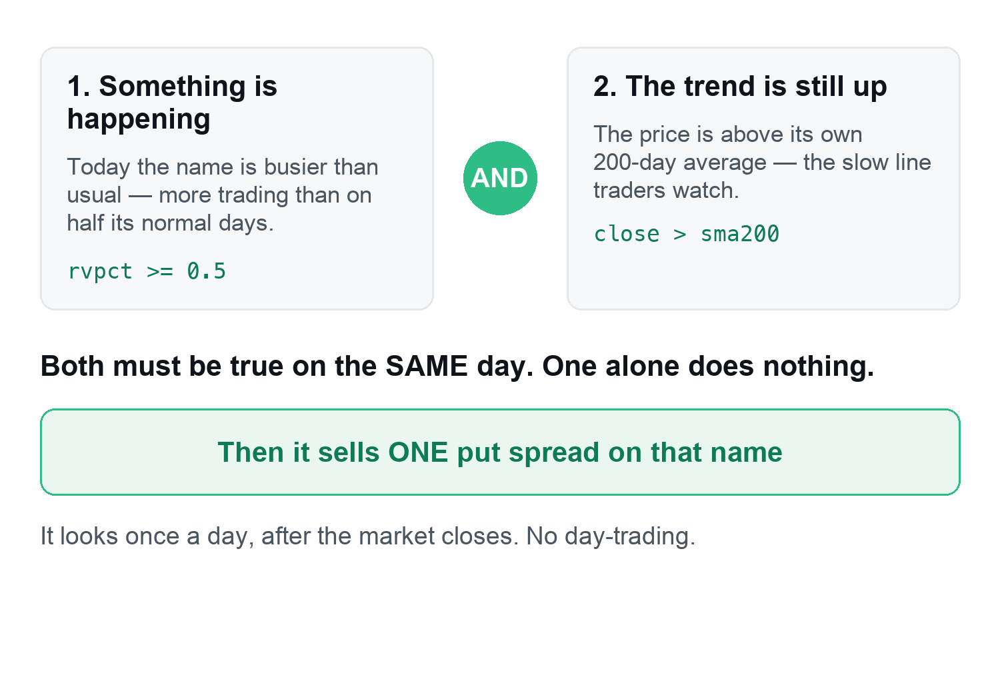 1. Something is
happening
Today the name is busier than
usual — more trading than on
half its normal days.
rvpct >= 0.5
AND
2. The trend is still up
The price is above its own
200-day average — the slow line
traders watch.
close > sma200
Both must be true on the SAME day. One alone does nothing.
Then it sells ONE put spread on that name
It looks once a day, after the market closes. No day-trading.